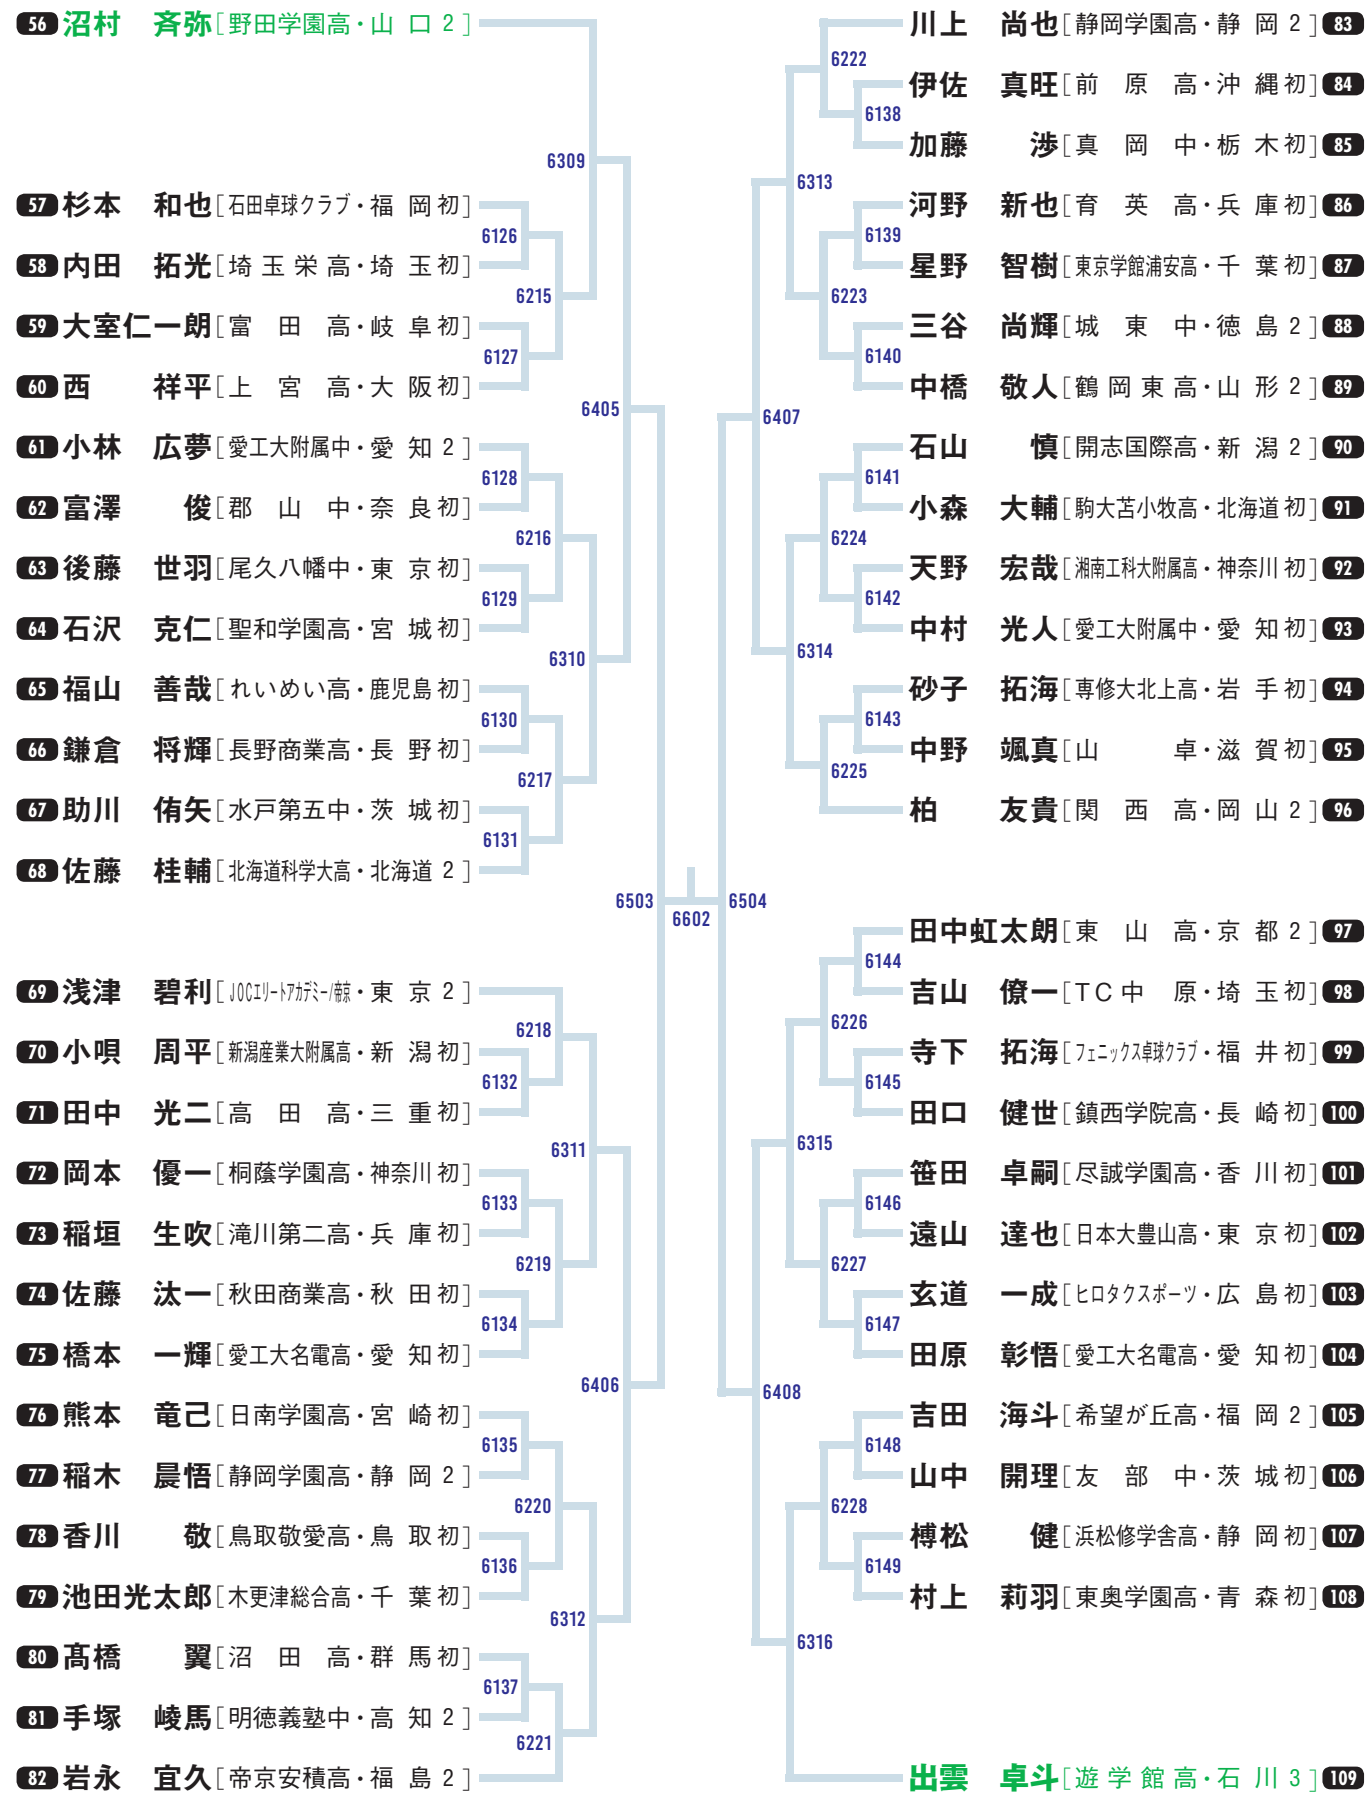 56 沼村 斉弥[野田学園高・山口2]
6309
57 杉本 和也[石田卓球クラブ・福岡初]
6126
58 内田 拓光[埼玉栄高・埼玉初]
6215
59 大室仁一朗[富田高・岐阜初]
6127
60 西 祥平[上宮高・大阪初]
6405
61 小林 広夢[愛工大附属中・愛知2]
6128
62 富澤 俊[郡山中・奈良初]
6216
63 後藤 世羽[尾久八幡中・東京初]
6129
64 石沢 克仁[聖和学園高・宮城初]
6310
65 福山 善哉[れいめい高・鹿児島初]
6130
66 鎌倉 将輝[長野商業高・長野初]
6217
67 助川 侑矢[水戸第五中・茨城初]
6131
68 佐藤 桂輔[北海道科学大高・北海道2]
6503
6602
6504
69 浅津 碧利[JOCエリートアカデミー/帝京・東京2]
6218
70 小唄 周平[新潟産業大附属高・新潟初]
6132
71 田中 光二[高田高・三重初]
6311
72 岡本 優一[桐蔭学園高・神奈川初]
6133
73 稲垣 生吹[滝川第二高・兵庫初]
6219
74 佐藤 汰一[秋田商業高・秋田初]
6134
75 橋本 一輝[愛工大名電高・愛知初]
6406
76 熊本 竜己[日南学園高・宮崎初]
6135
77 稲木 晨悟[静岡学園高・静岡2]
6220
78 香川 敬[鳥取敬愛高・鳥取初]
6136
79 池田光太郎[木更津総合高・千葉初]
6312
80 髙橋 翼[沼田高・群馬初]
6137
81 手塚 崚馬[明徳義塾中・高知2]
6221
82 岩永 宜久[帝京安積高・福島2]
川上 尚也[静岡学園高・静岡2] 83
6222
伊佐 真旺[前原高・沖縄初] 84
6138
加藤 渉[真岡中・栃木初] 85
6313
河野 新也[育英高・兵庫初] 86
6139
星野 智樹[東京学館浦安高・千葉初] 87
6223
三谷 尚輝[城東中・徳島2] 88
6140
中橋 敬人[鶴岡東高・山形2] 89
6407
石山 慎[開志国際高・新潟2] 90
6141
小森 大輔[駒大苫小牧高・北海道初] 91
6224
天野 宏哉[湘南工科大附属高・神奈川初] 92
6142
中村 光人[愛工大附属中・愛知初] 93
6314
砂子 拓海[専修大北上高・岩手初] 94
6143
中野 颯真[山卓・滋賀初] 95
6225
柏 友貴[関西高・岡山2] 96
田中虹太朗[東山高・京都2] 97
6144
吉山 僚一[TC中原・埼玉初] 98
6226
寺下 拓海[フェニックス卓球クラブ・福井初] 99
6145
田口 健世[鎮西学院高・長崎初] 100
6315
笹田 卓嗣[尽誠学園高・香川初] 101
6146
遠山 達也[日本大豊山高・東京初] 102
6227
玄道 一成[ヒロタクスポーツ・広島初] 103
6147
田原 彰悟[愛工大名電高・愛知初] 104
6408
吉田 海斗[希望が丘高・福岡2] 105
6148
山中 開理[友部中・茨城初] 106
6228
榑松 健[浜松修学舎高・静岡初] 107
6149
村上 莉羽[東奥学園高・青森初] 108
6316
出雲 卓斗[遊学館高・石川3] 109